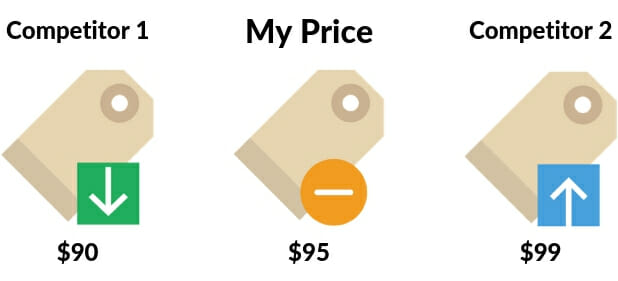 Competitor 1
My Price
Competitor 2
$90
$95
$99